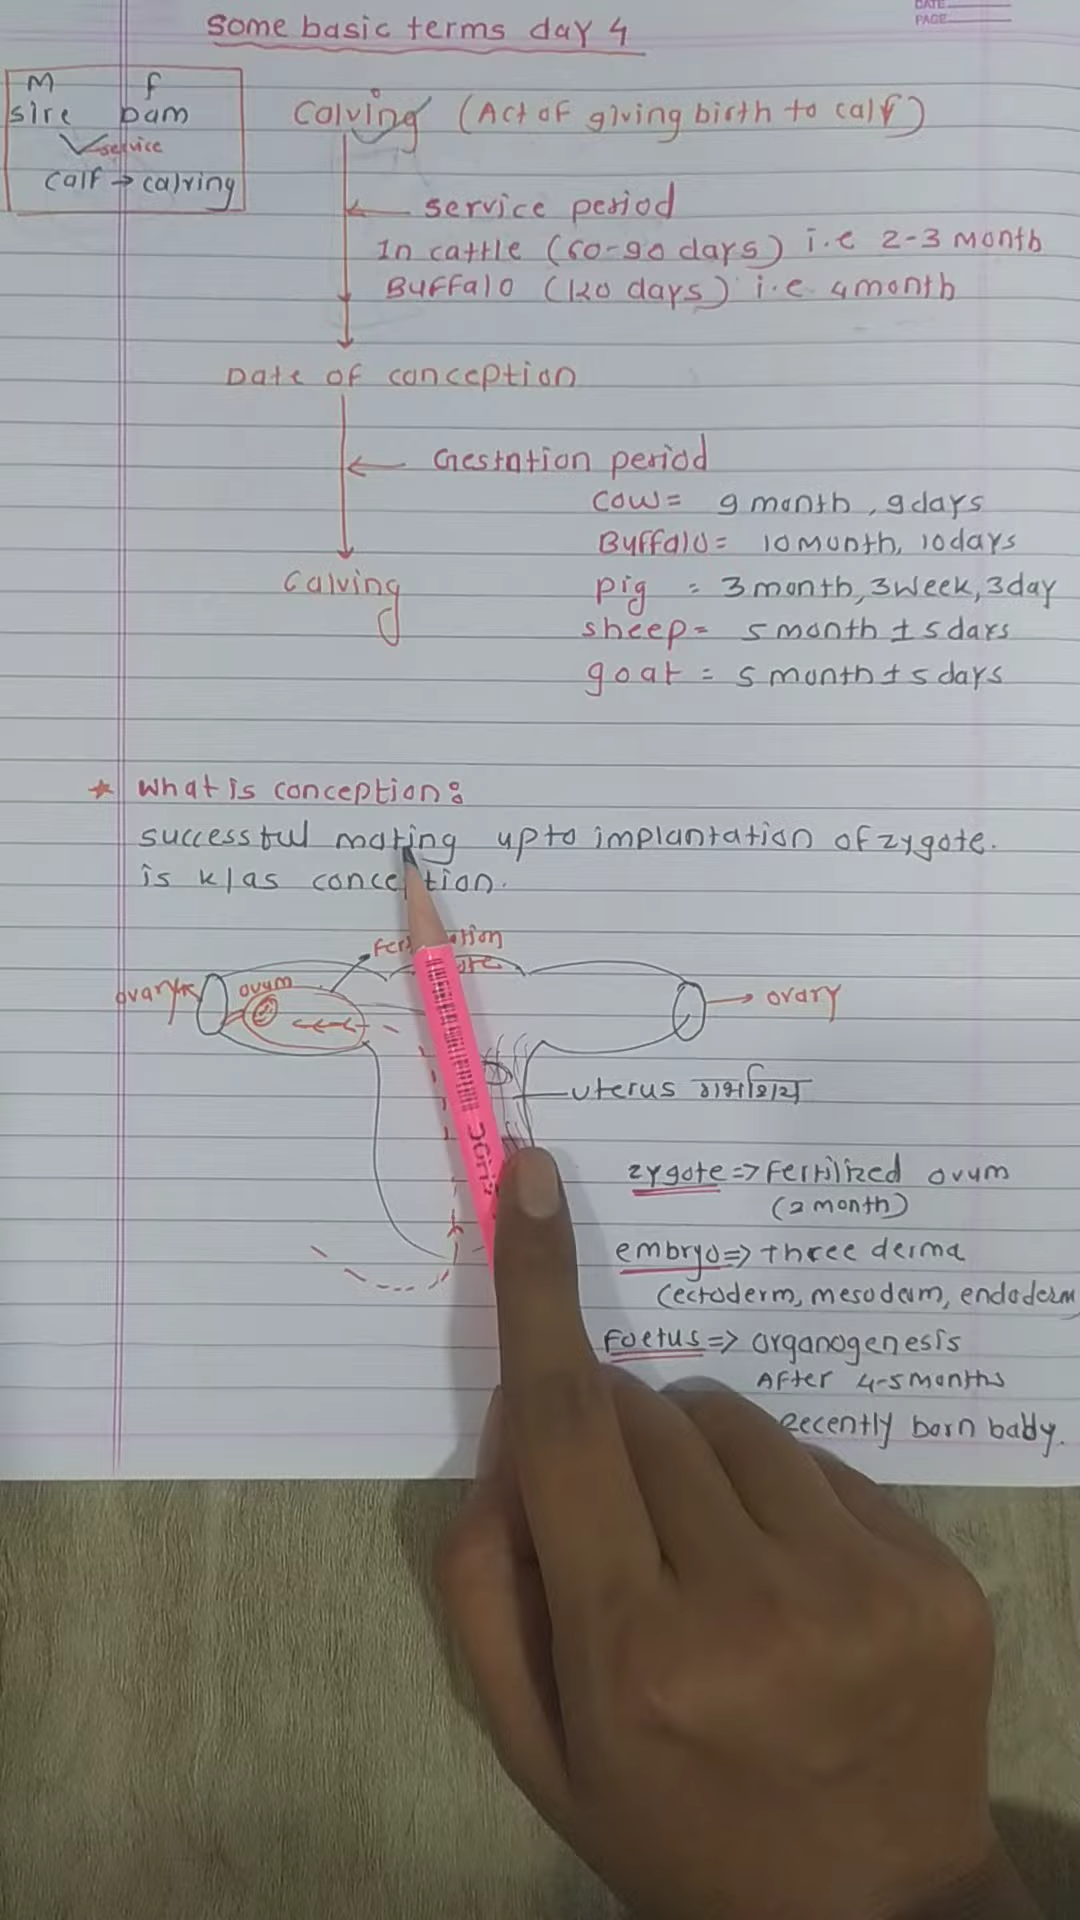 DATE
PAGE
Some basic terms day 4
M F
Sire Dam
service
Calf → calving
Calving (Act of giving birth to calf)
service period
In cattle (60-90 days) i.e 2-3 month
Buffalo (120 days) i.e. 4 month
Date of conception
Gestation period
Cow = 9 month, 9 days
Buffalo = 10 month, 10 days
Calving
pig = 3 month, 3 week, 3 day
sheep = 5 month ± 5 days
goat = 5 month ± 5 days
* What is conception:
successful mating upto implantation of zygote.
is k/as conception.
ovary ovum
ovary
uterus गर्भाशय
zygote => Fertilized ovum
(2 month)
embryo => three derma
(ectoderm, mesoderm, endoderm
Foetus => organogenesis
After 4-5 months
Recently born baby.